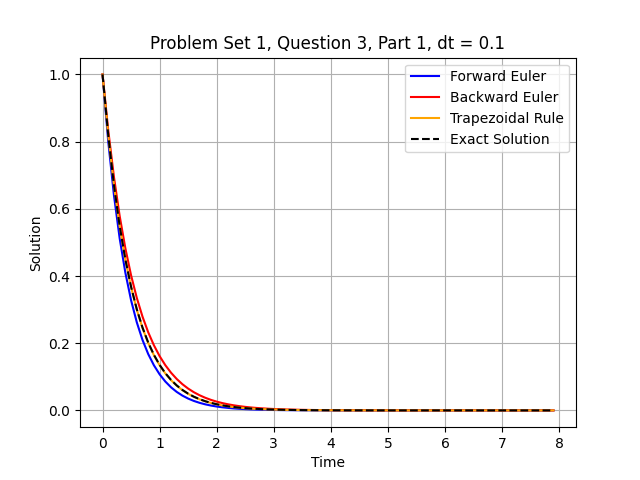 Problem Set 1, Question 3, Part 1, dt = 0.1
Forward Euler
Backward Euler
Trapezoidal Rule
Exact Solution
Solution
1.0
0.8
0.6
0.4
0.2
0.0
0 1 2 3 4 5 6 7 8
Time